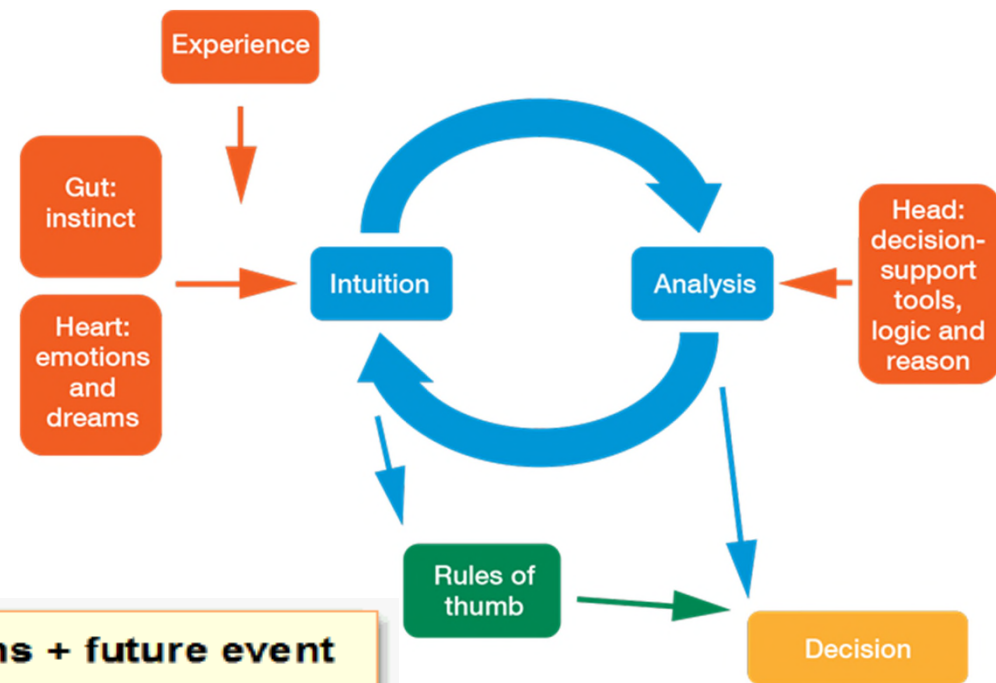 Experience
Gut:
instinct
Heart:
emotions
and
dreams
Intuition
Analysis
Head:
decision-
support
tools,
logic and
reason
Rules of
thumb
+ future event
Decision